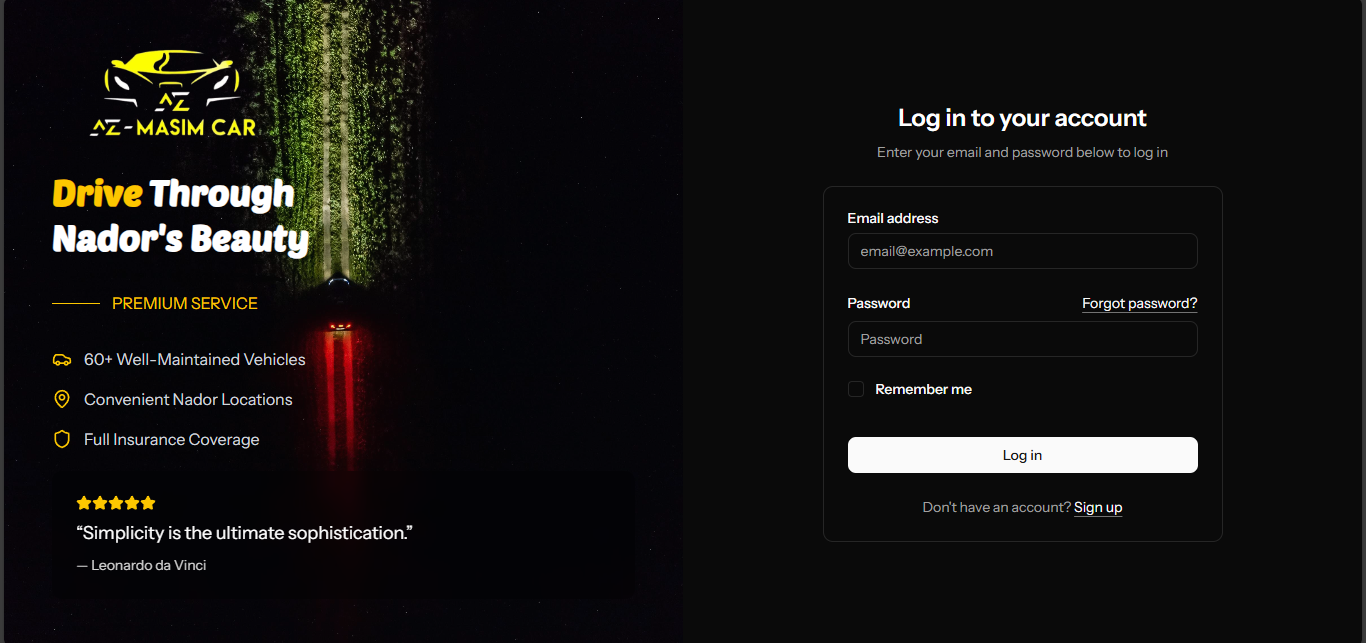 AZ
AZ-MASIM CAR
Drive Through
Nador's Beauty
PREMIUM SERVICE
60+ Well-Maintained Vehicles
Convenient Nador Locations
Full Insurance Coverage
“Simplicity is the ultimate sophistication.”
— Leonardo da Vinci
Log in to your account
Enter your email and password below to log in
Email address
email@example.com
Password Forgot password?
Password
Remember me
Log in
Don't have an account? Sign up